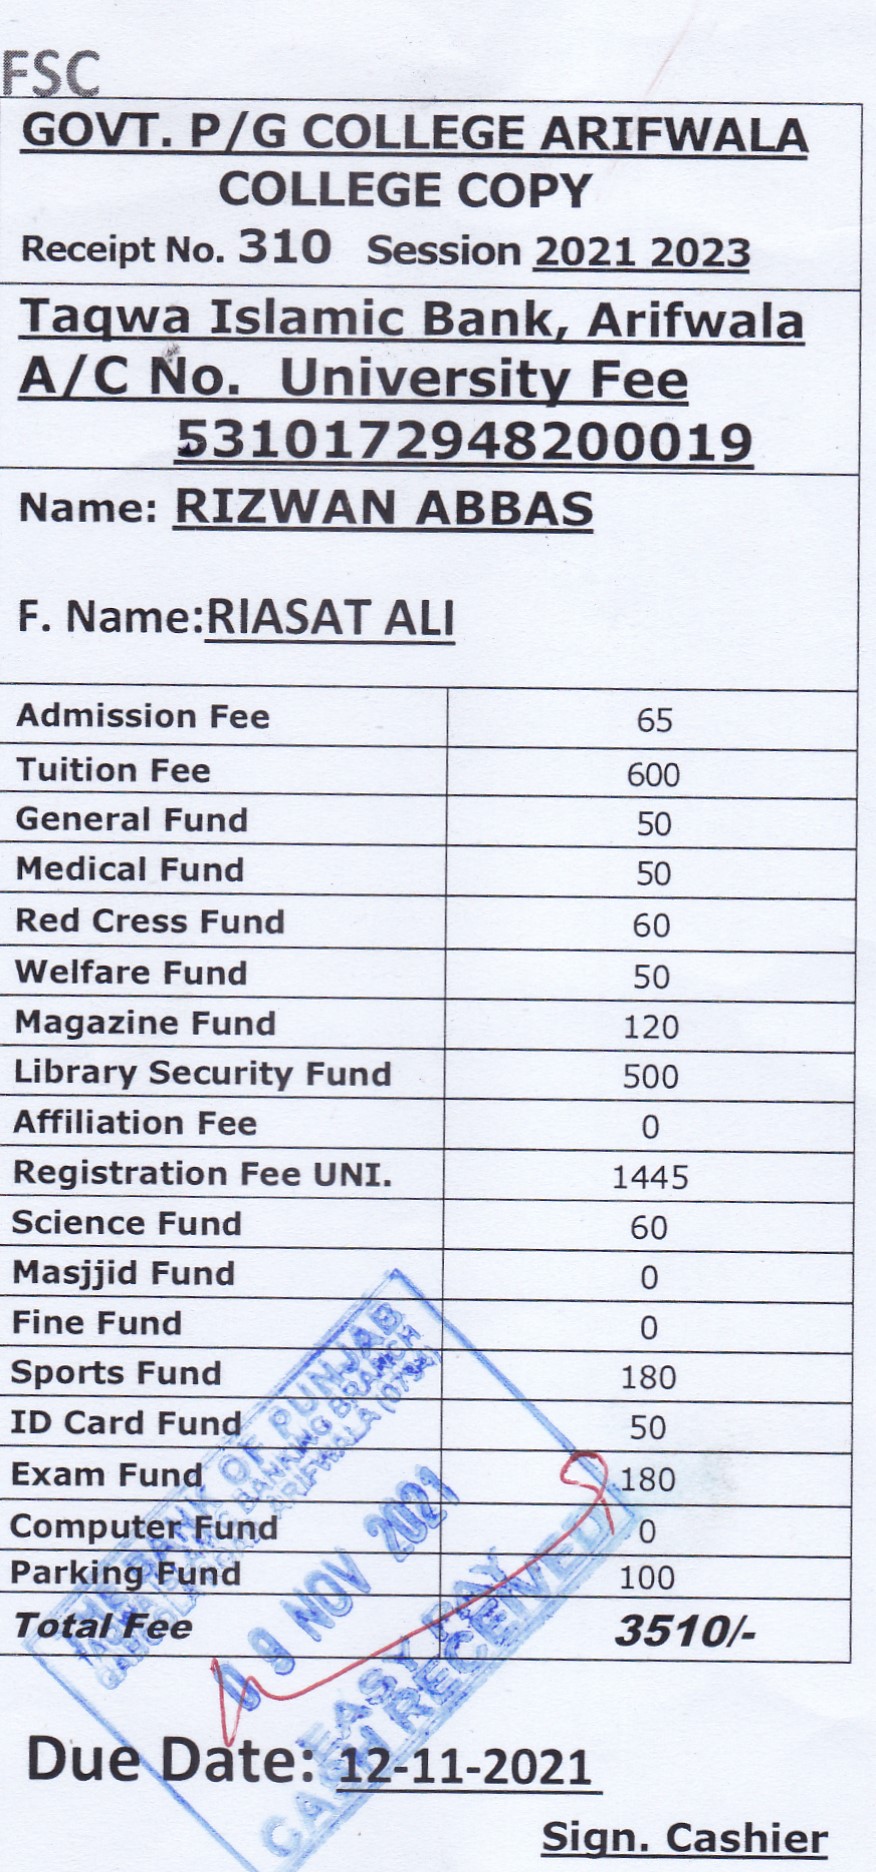 FSC
GOVT. P/G COLLEGE ARIFWALA
COLLEGE COPY
Receipt No. 310 Session 2021 2023
Taqwa Islamic Bank, Arifwala
A/C No. University Fee
5310172948200019
Name: RIZWAN ABBAS
F. Name:RIASAT ALI
Admission Fee 65
Tuition Fee 600
General Fund 50
Medical Fund 50
Red Cress Fund 60
Welfare Fund 50
Magazine Fund 120
Library Security Fund 500
Affiliation Fee 0
Registration Fee UNI. 1445
Science Fund 60
Masjjid Fund 0
Fine Fund 0
Sports Fund 180
ID Card Fund 50
Exam Fund 180
Computer Fund 0
Parking Fund 100
Total Fee 3510/-
THE BANK OF PUNJAB
TAQWA ISLAMIC BANKING BRANCH
ARIFWALA
09 NOV 2021
EASY PAY
CASH RECEIVED
Due Date: 12-11-2021
Sign. Cashier